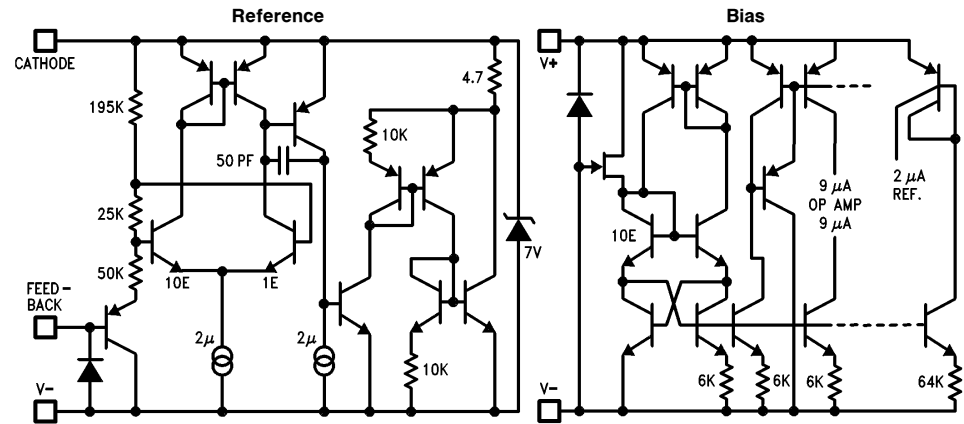 Reference
Bias
CATHODE
V+
4.7
195K
10K
50 PF
25K
50K
10E
1E
7V
FEED-
BACK
2μ
2μ
10K
V-
10E
9 μA
OP AMP
9 μA
2 μA
REF.
6K
6K
6K
64K
V-